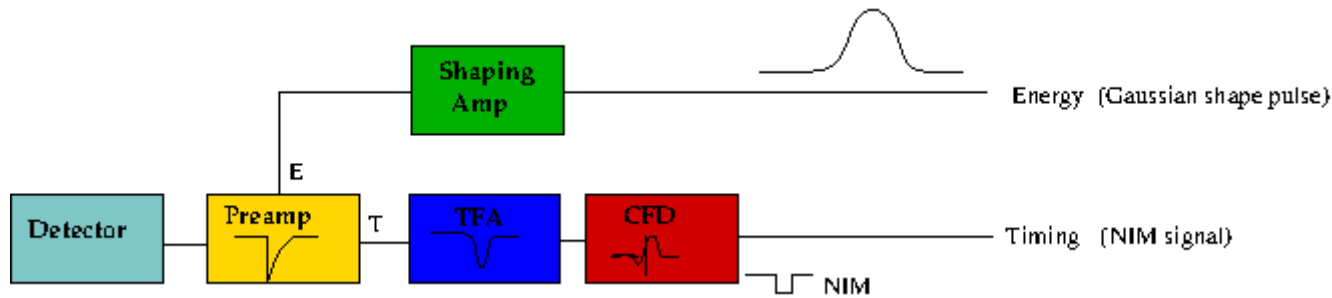 Shaping
Amp
Energy (Gaussian shape pulse)
E
Detector
Preamp
T
TFA
CFD
Timing (NIM signal)
NIM